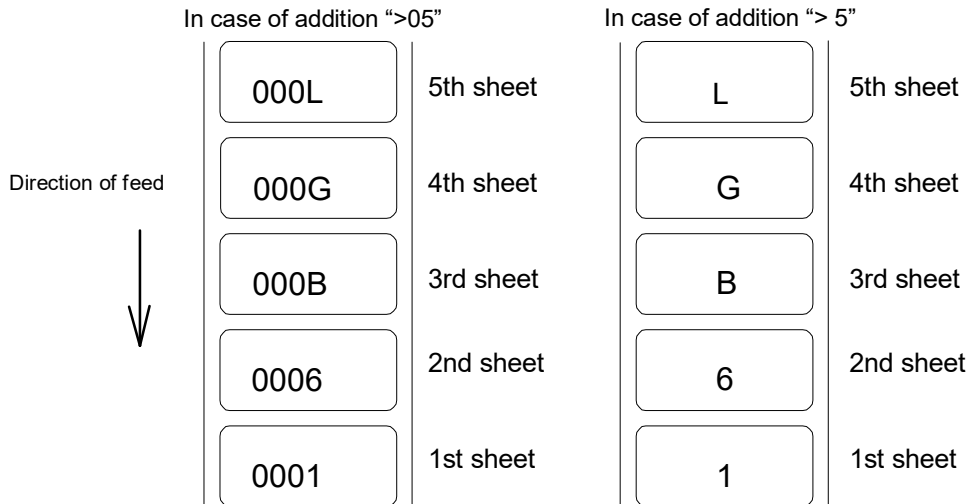 In case of addition “>05”
In case of addition “> 5”
000L 5th sheet L 5th sheet
Direction of feed 000G 4th sheet G 4th sheet
000B 3rd sheet B 3rd sheet
0006 2nd sheet 6 2nd sheet
0001 1st sheet 1 1st sheet